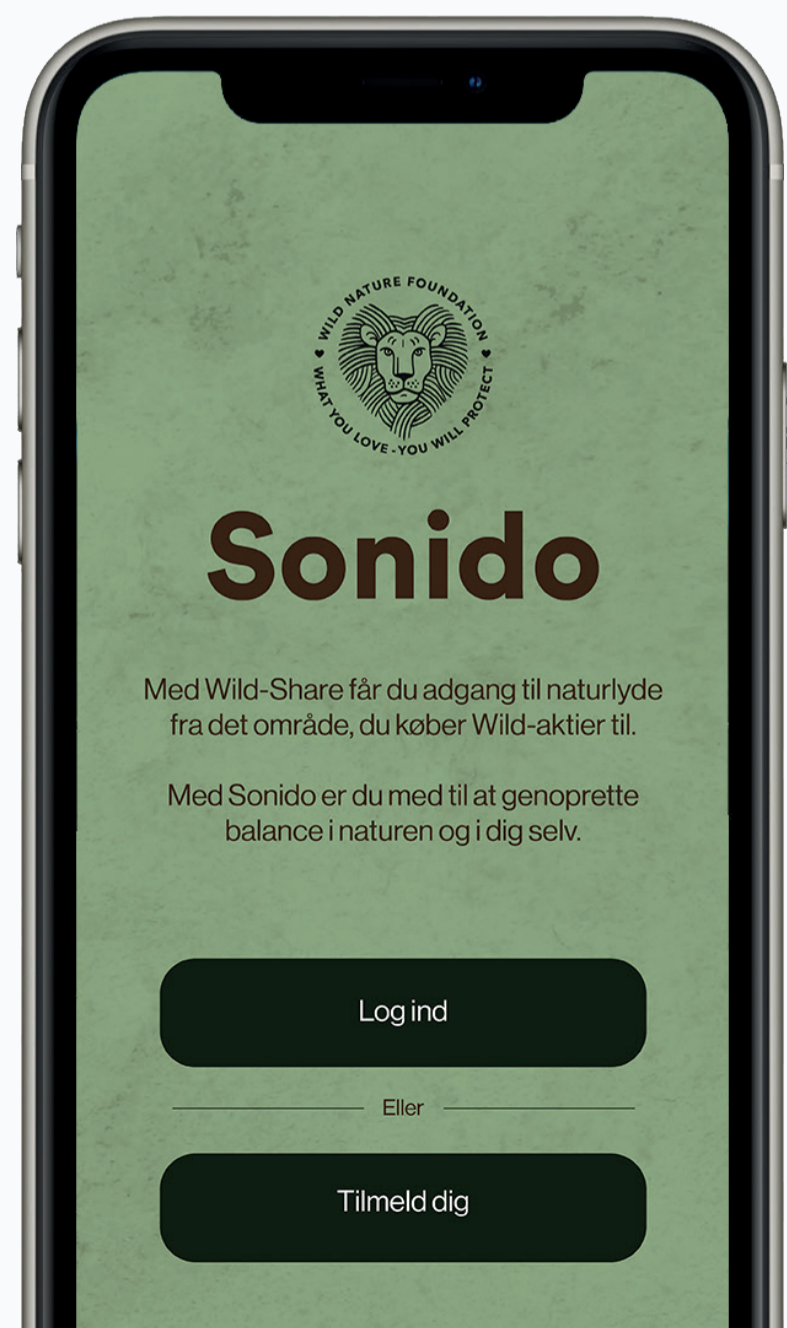 WILD NATURE FOUNDATION
WHAT YOU LOVE - YOU WILL PROTECT
Sonido
Med Wild-Share får du adgang til naturlyde
fra det område, du køber Wild-aktier til.
Med Sonido er du med til at genoprette
balance i naturen og i dig selv.
Log ind
Eller
Tilmeld dig